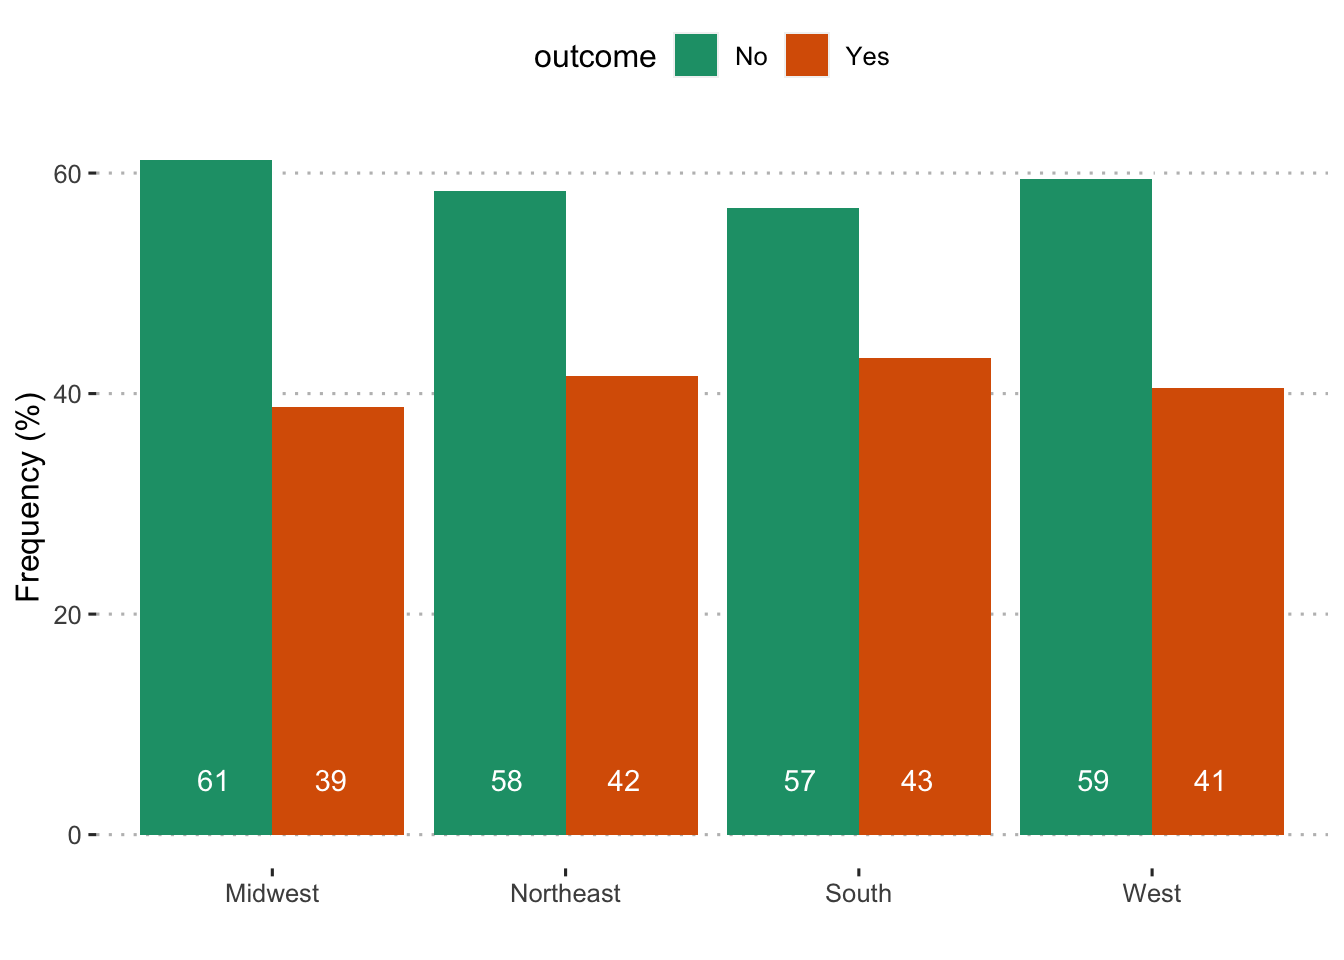 outcome No Yes
60
40
20
0
Frequency (%)
61 39 58 42 57 43 59 41
Midwest Northeast South West